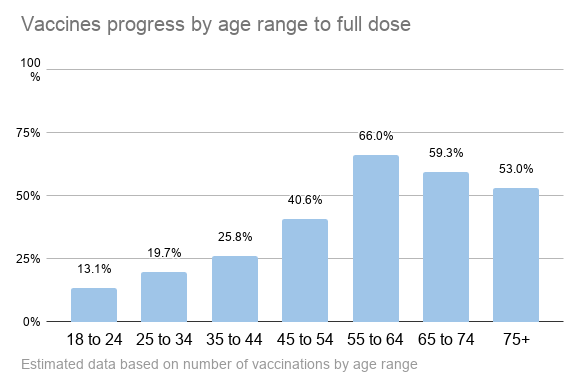 Vaccines progress by age range to full dose
100
%
75%
50%
25%
0%
13.1%
19.7%
25.8%
40.6%
66.0%
59.3%
53.0%
18 to 24
25 to 34
35 to 44
45 to 54
55 to 64
65 to 74
75+
Estimated data based on number of vaccinations by age range